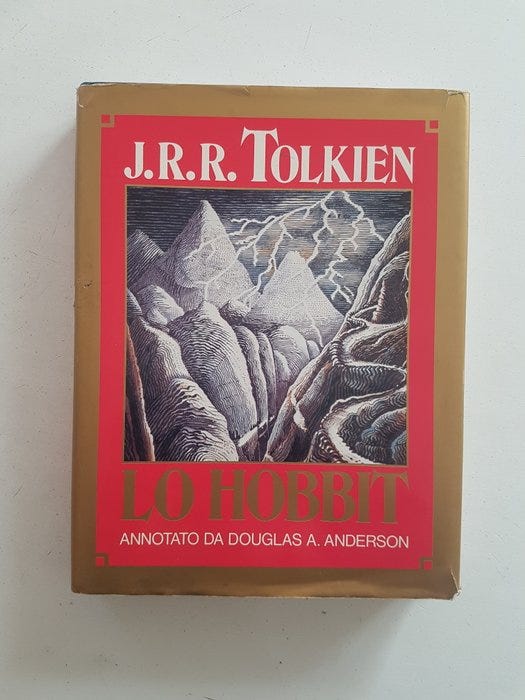 J.R.R. TOLKIEN
LO HOBBIT
ANNOTATO DA DOUGLAS A. ANDERSON